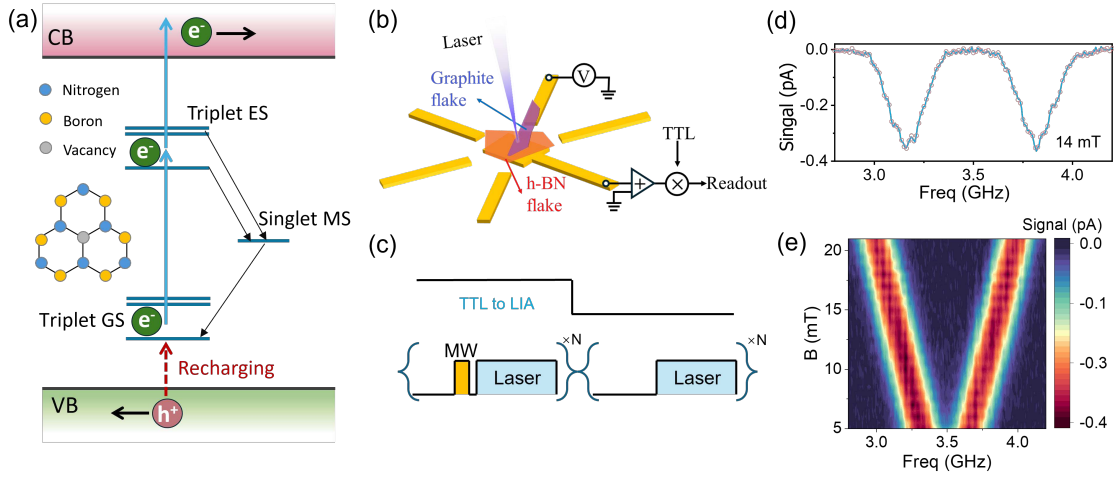 (a)
CB
e-
Nitrogen
Boron
Vacancy
Triplet ES
e-
Singlet MS
Triplet GS
e-
Recharging
VB
h+
(b)
Laser
Graphite
flake
V
h-BN
flake
TTL
+
×
Readout
(c)
TTL to LIA
MW
Laser
×N
Laser
×N
(d)
Singal (pA)
0.0
-0.2
-0.4
14 mT
3.0
3.5
4.0
Freq (GHz)
(e)
Signal (pA)
B (mT)
20
15
10
5
3.0
3.5
4.0
Freq (GHz)
0.0
-0.1
-0.2
-0.3
-0.4